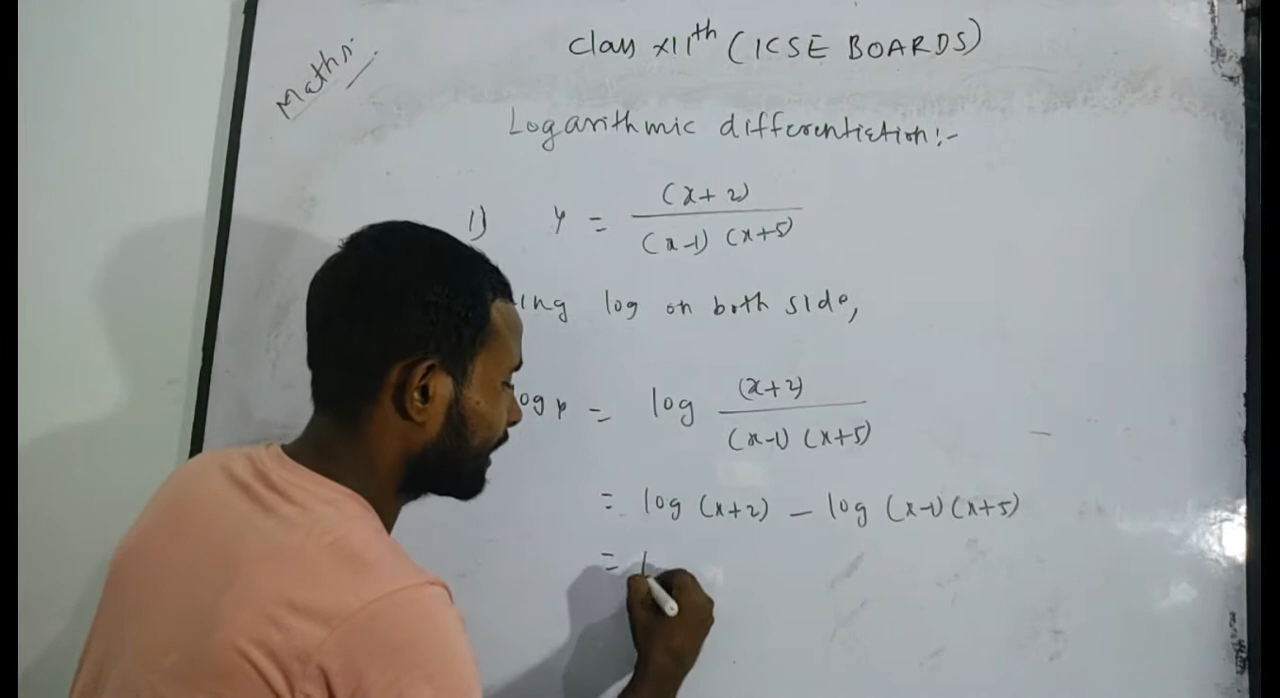 Maths:
Class XIIth (ICSE BOARDS)
Logarithmic differentiation:-
1) y = (x+2) / (x-1) (x+5)
ing log on both side,
og y = log (x+2) / (x-1) (x+5)
= log (x+2) - log (x-1) (x+5)
= l